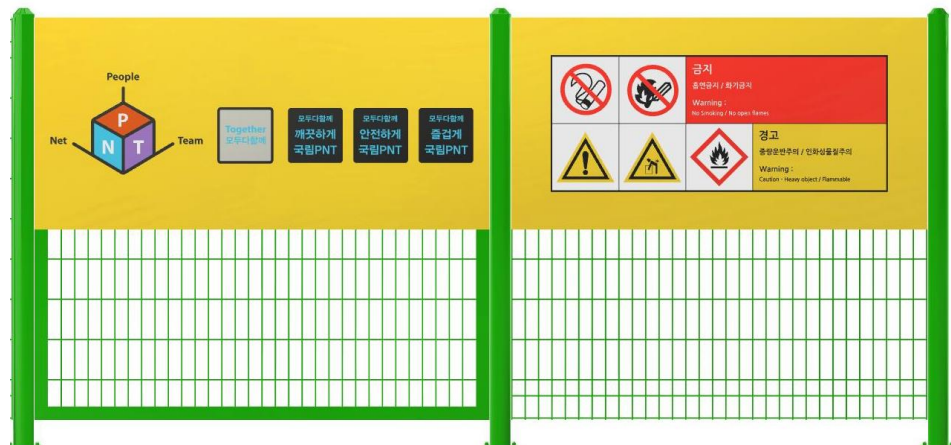 People
P
N T
Net
Team
Together
모두다함께
모두다함께
깨끗하게
국립PNT
모두다함께
안전하게
국립PNT
모두다함께
즐겁게
국립PNT
금지
흡연금지 / 화기금지
Warning :
No Smoking / No open flames
경고
중량운반주의 / 인화성물질주의
Warning :
Caution - Heavy object / Flammable